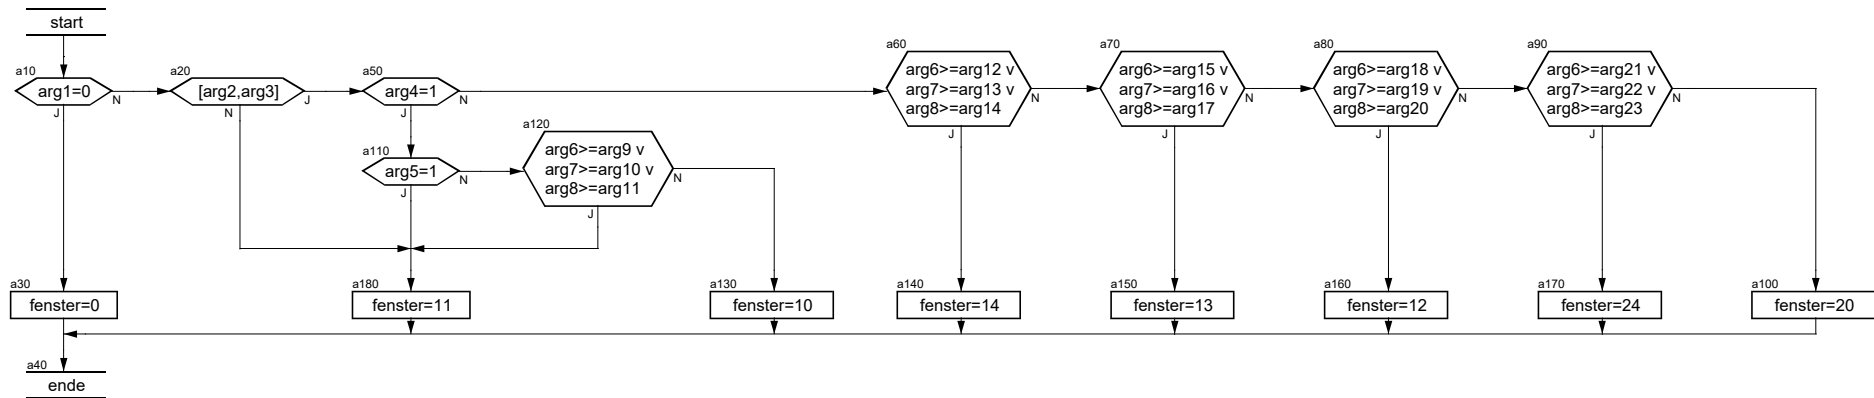 start
a10
arg1=0
N
J
a20
[arg2,arg3]
J
N
a50
arg4=1
N
J
a60
arg6>=arg12 v
arg7>=arg13 v
arg8>=arg14
N
J
a70
arg6>=arg15 v
arg7>=arg16 v
arg8>=arg17
N
J
a80
arg6>=arg18 v
arg7>=arg19 v
arg8>=arg20
N
J
a90
arg6>=arg21 v
arg7>=arg22 v
arg8>=arg23
N
J
a110
arg5=1
N
J
a120
arg6>=arg9 v
arg7>=arg10 v
arg8>=arg11
N
J
a30
fenster=0
a180
fenster=11
a130
fenster=10
a140
fenster=14
a150
fenster=13
a160
fenster=12
a170
fenster=24
a100
fenster=20
a40
ende